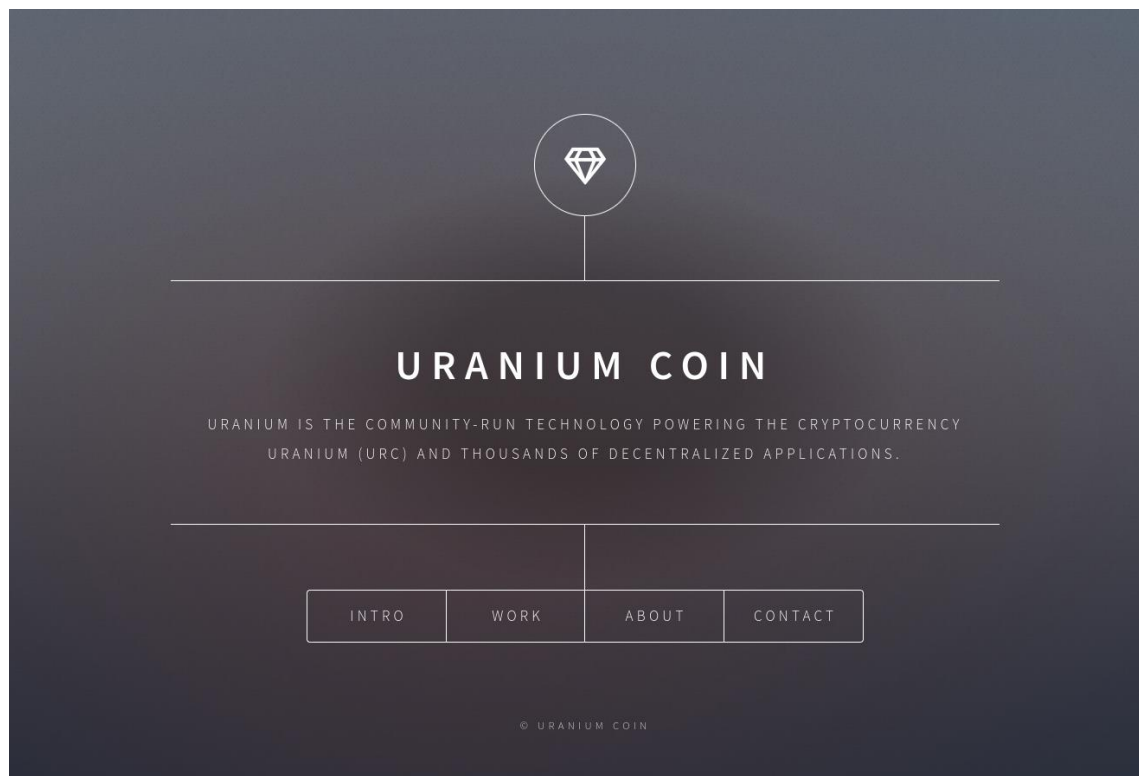 URANIUM COIN
URANIUM IS THE COMMUNITY-RUN TECHNOLOGY POWERING THE CRYPTOCURRENCY
URANIUM (URC) AND THOUSANDS OF DECENTRALIZED APPLICATIONS.
INTRO WORK ABOUT CONTACT
© URANIUM COIN